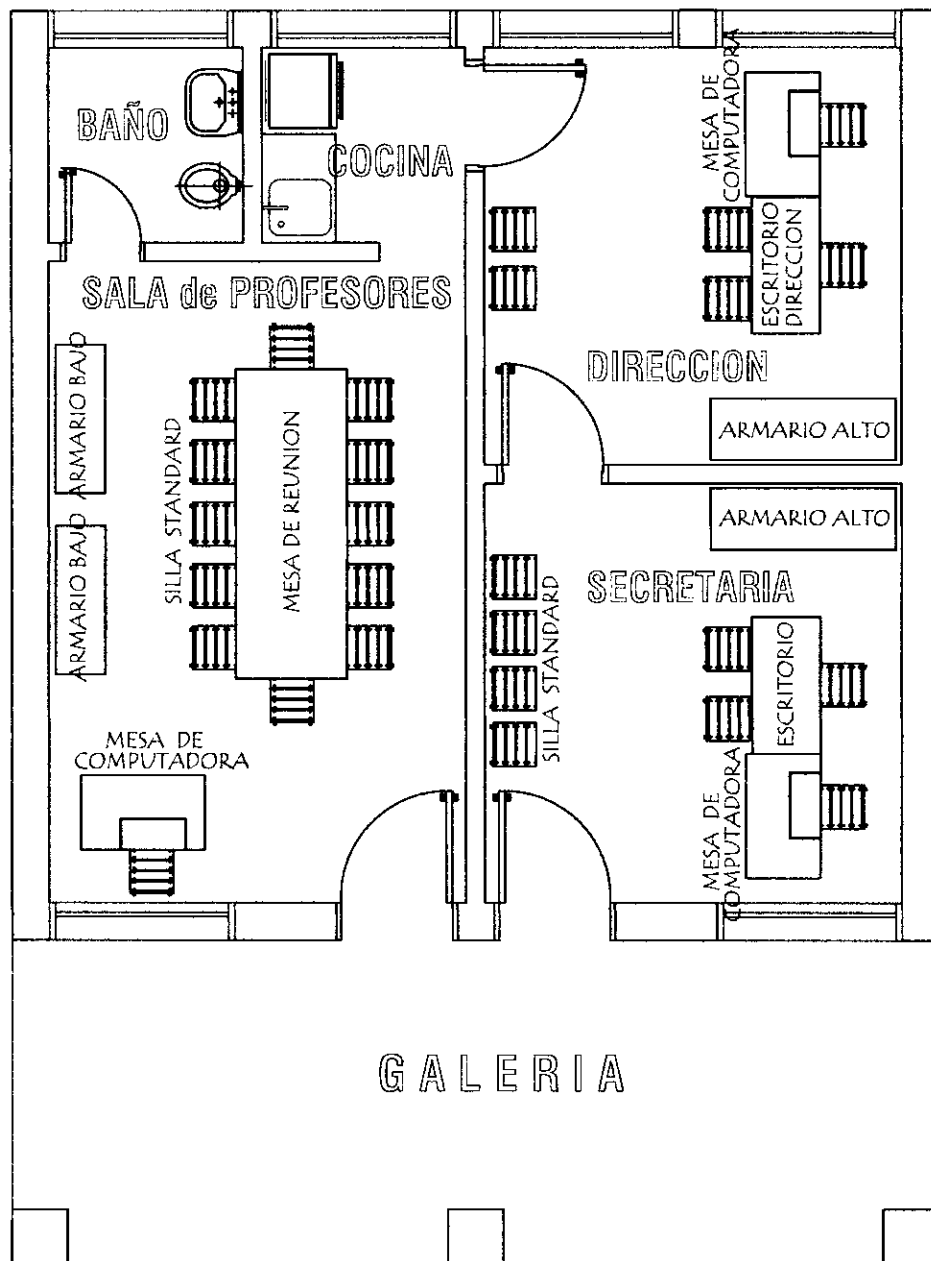 BAÑO
COCINA
MESA DE
COMPUTADORA
ESCRITORIO
DIRECCION
SALA de PROFESORES
DIRECCION
ARMARIO BAJO
ARMARIO BAJO
SILLA STANDARD
MESA DE REUNION
ARMARIO ALTO
ARMARIO ALTO
SECRETARIA
SILLA STANDARD
ESCRITORIO
MESA DE
COMPUTADORA
MESA DE
COMPUTADORA
GALERIA